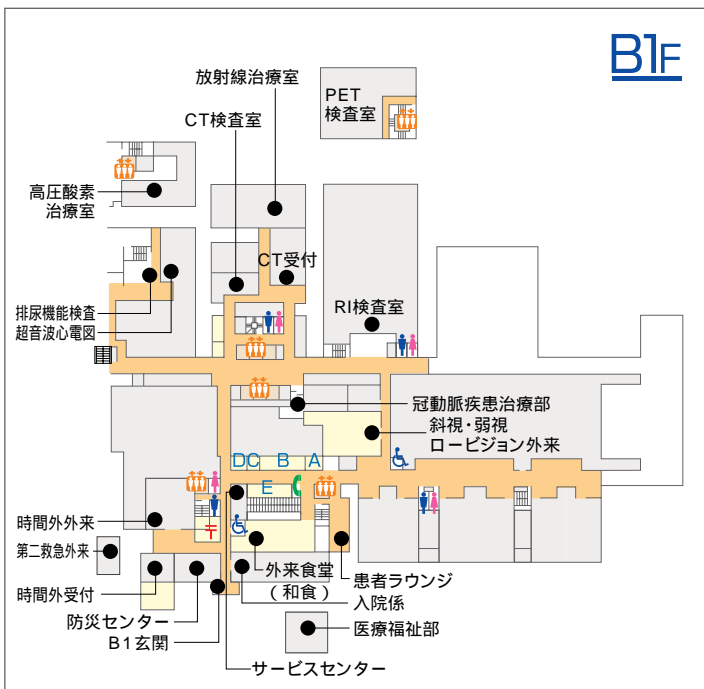 B1F
放射線治療室
PET
検査室
CT検査室
高圧酸素
治療室
CT受付
排尿機能検査
超音波心電図
RI検査室
冠動脈疾患治療部
斜視・弱視
ロービジョン外来
DC B A
E
〒
時間外外来
第二救急外来
時間外受付
外来食堂
(和食)
患者ラウンジ
入院係
防災センター
B1玄関
医療福祉部
サービスセンター